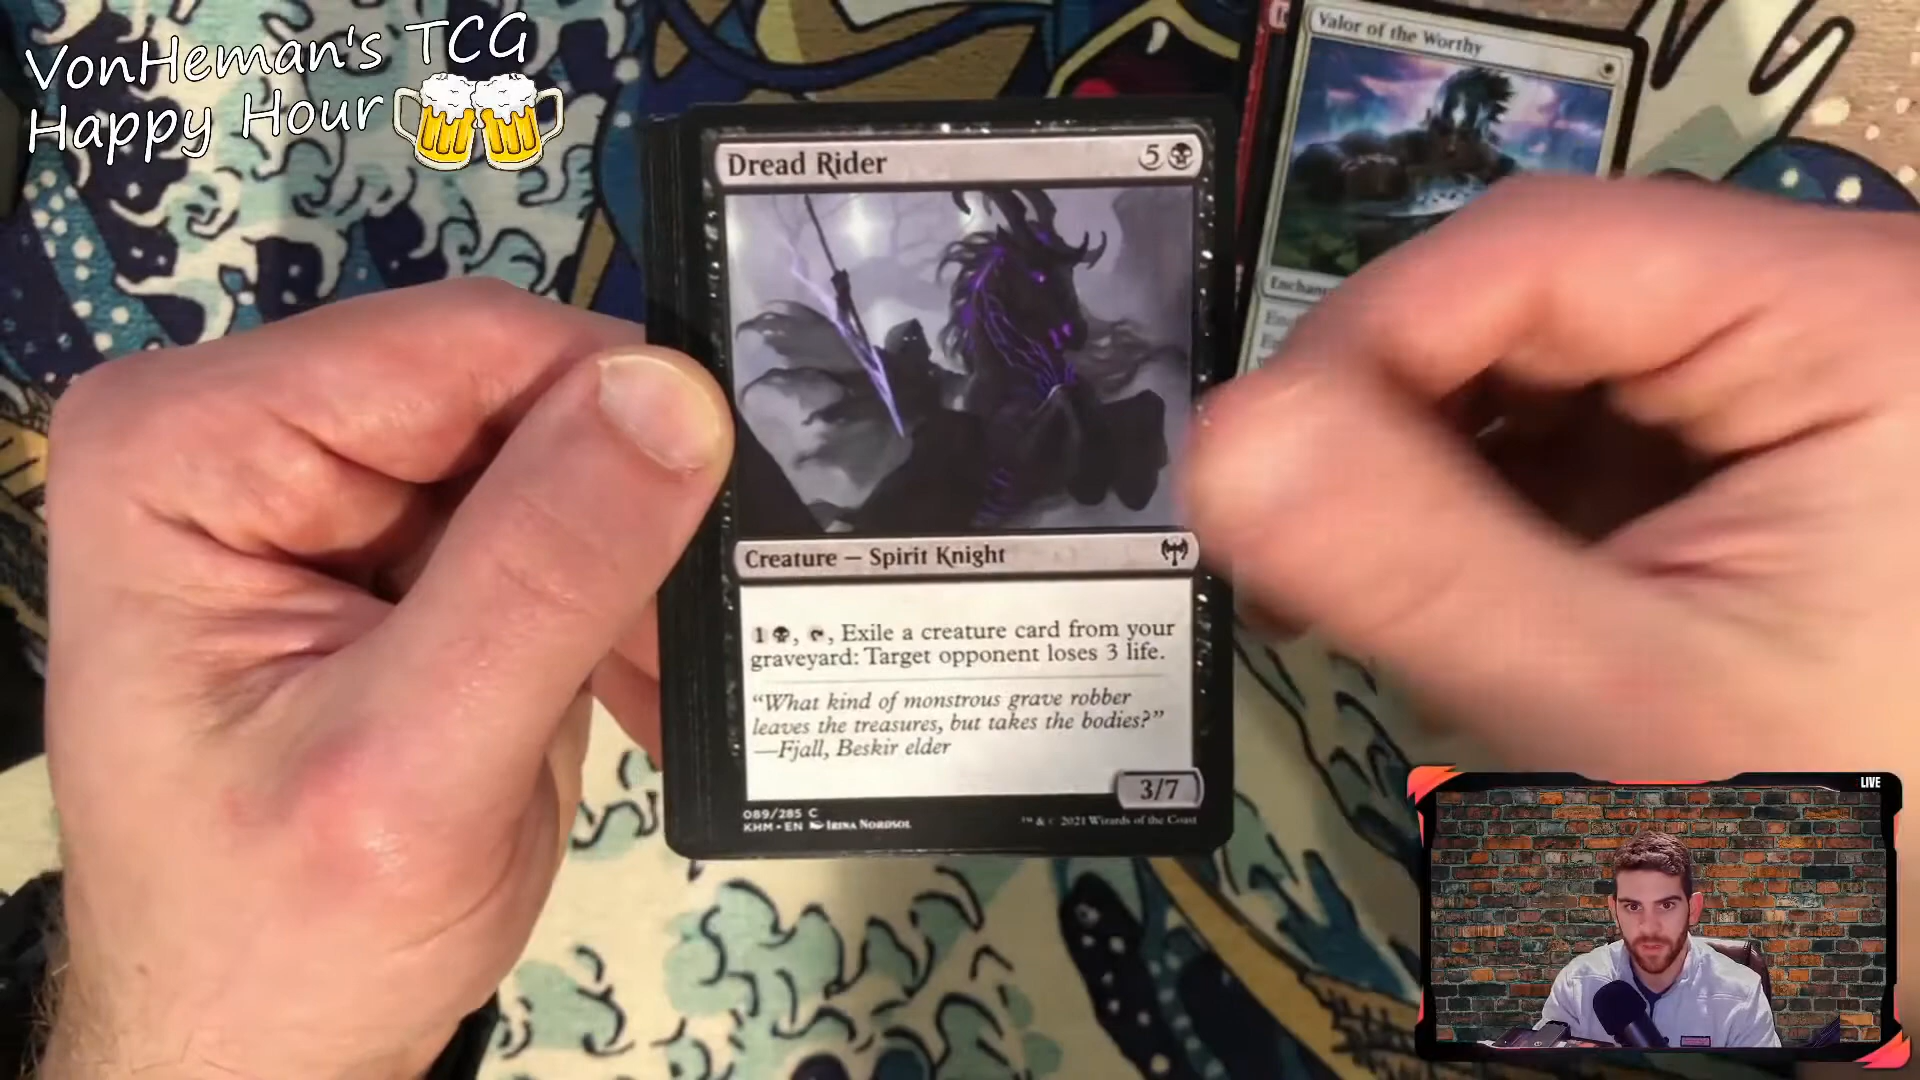 VonHeman's TCG
Happy Hour
Valor of the Worthy
Dread Rider
5
Creature — Spirit Knight
1, , Exile a creature card from your
graveyard: Target opponent loses 3 life.
"What kind of monstrous grave robber
leaves the treasures, but takes the bodies?"
—Fjall, Beskir elder
3/7
089/285 C
KHM • EN Irina Nordsol
™ & © 2021 Wizards of the Coast
LIVE